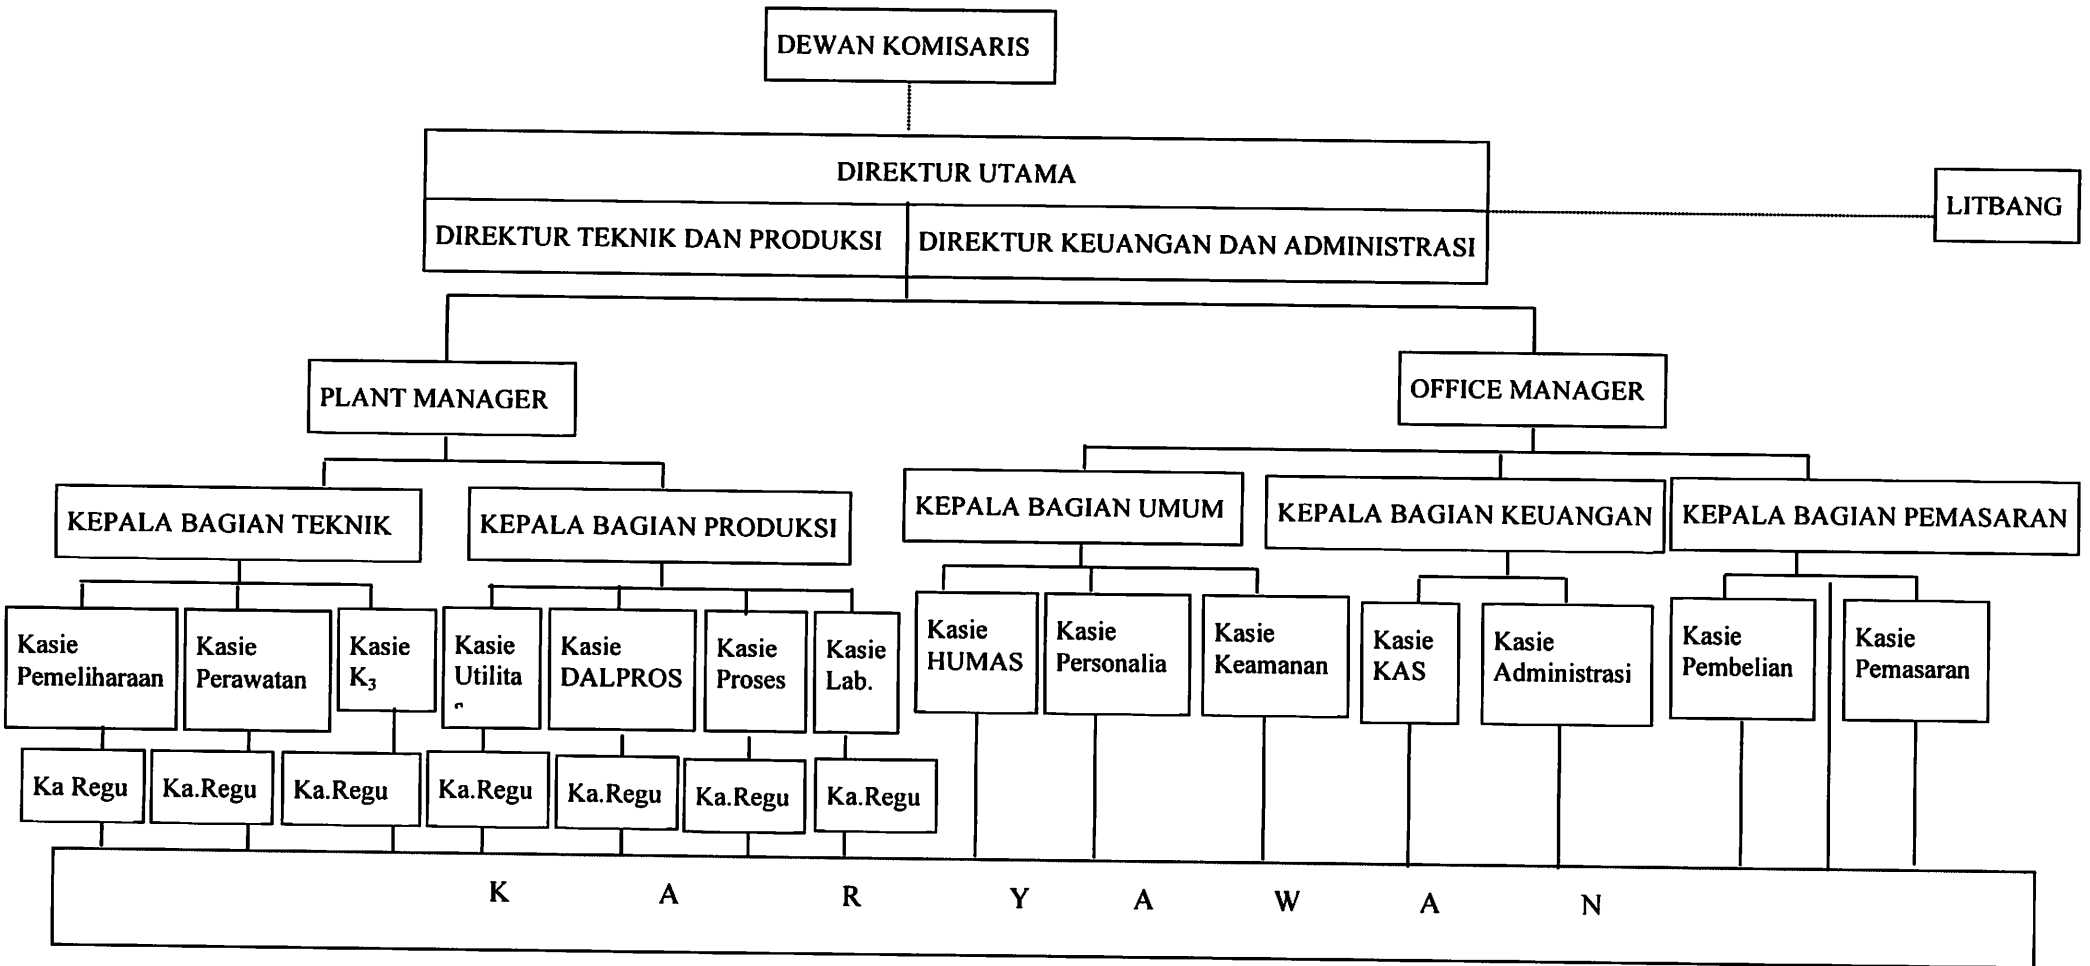 DEWAN KOMISARIS
DIREKTUR UTAMA
LITBANG
DIREKTUR TEKNIK DAN PRODUKSI
DIREKTUR KEUANGAN DAN ADMINISTRASI
PLANT MANAGER
OFFICE MANAGER
KEPALA BAGIAN TEKNIK
KEPALA BAGIAN PRODUKSI
KEPALA BAGIAN UMUM
KEPALA BAGIAN KEUANGAN
KEPALA BAGIAN PEMASARAN
Kasie
Pemeliharaan
Kasie
Perawatan
Kasie
K₃
Kasie
Utilita
Kasie
DALPROS
Kasie
Proses
Kasie
Lab.
Kasie
HUMAS
Kasie
Personalia
Kasie
Keamanan
Kasie
KAS
Kasie
Administrasi
Kasie
Pembelian
Kasie
Pemasaran
Ka Regu
Ka.Regu
Ka.Regu
Ka.Regu
Ka.Regu
Ka.Regu
Ka.Regu
K A R Y A W A N